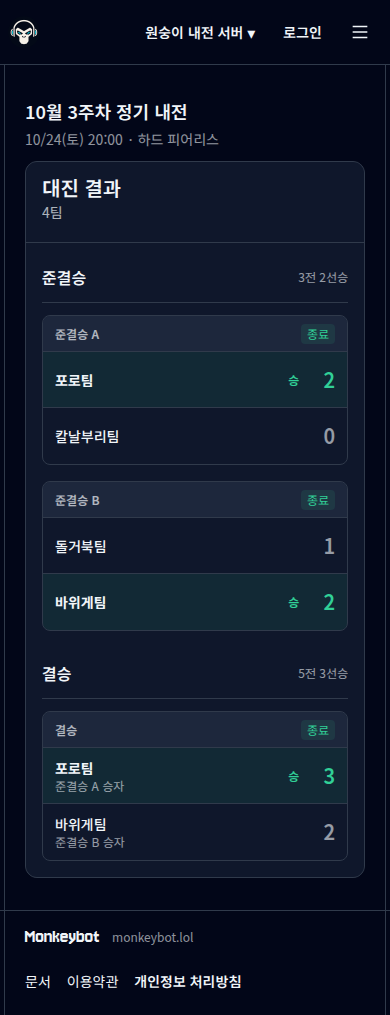 원숭이 내전 서버 ▾ 로그인
10월 3주차 정기 내전
10/24(토) 20:00 · 하드 피어리스
대진 결과
4팀
준결승 3전 2선승
준결승 A 종료
포로팀 승 2
칼날부리팀 0
준결승 B 종료
돌거북팀 1
바위게팀 승 2
결승 5전 3선승
결승 종료
포로팀 승 3
준결승 A 승자
바위게팀 2
준결승 B 승자
Monkeybot monkeybot.lol
문서 이용약관 개인정보 처리방침